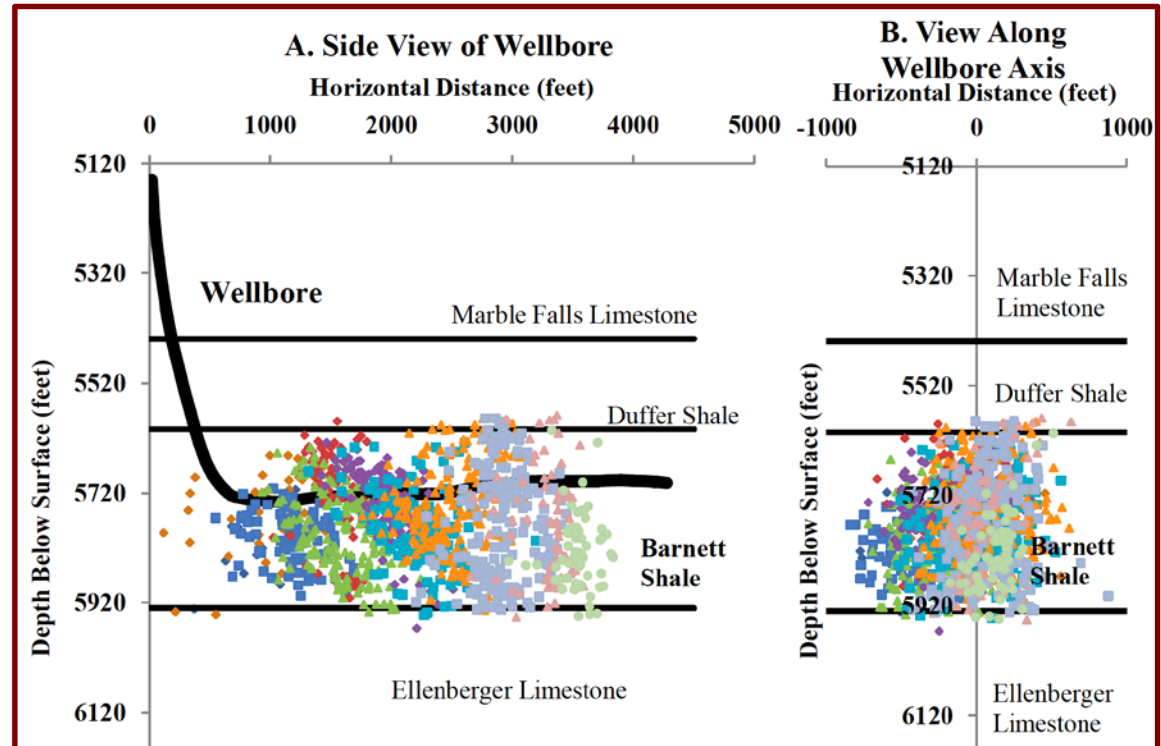 A. Side View of Wellbore
Horizontal Distance (feet)
0 1000 2000 3000 4000 5000
5120
5320
5520
5720
5920
6120
Depth Below Surface (feet)
Wellbore
Marble Falls Limestone
Duffer Shale
Barnett
Shale
Ellenberger Limestone
B. View Along
Wellbore Axis
Horizontal Distance (feet)
-1000 0 1000
5120
5320
5520
5720
5920
6120
Depth Below Surface (feet)
Marble Falls
Limestone
Duffer Shale
Barnett
Shale
Ellenberger
Limestone